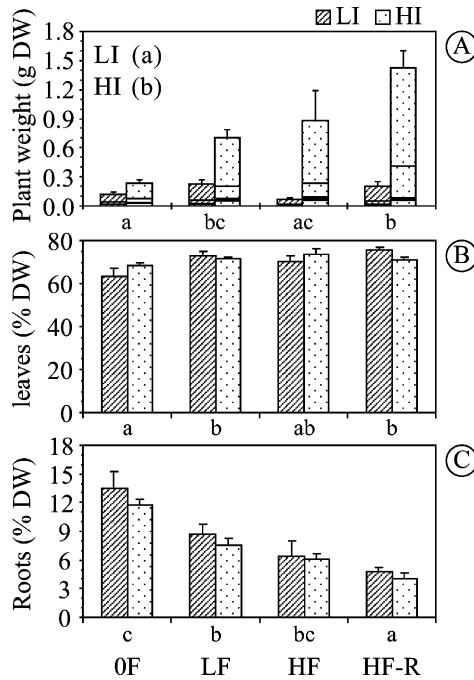 LI HI
A
Plant weight (g DW)
1.8
1.5
1.2
0.9
0.6
0.3
0.0
LI (a)
HI (b)
a bc ac b
B
leaves (% DW)
80
60
40
20
0
a b ab b
C
Roots (% DW)
18
15
12
9
6
3
0
c b bc a
0F LF HF HF-R